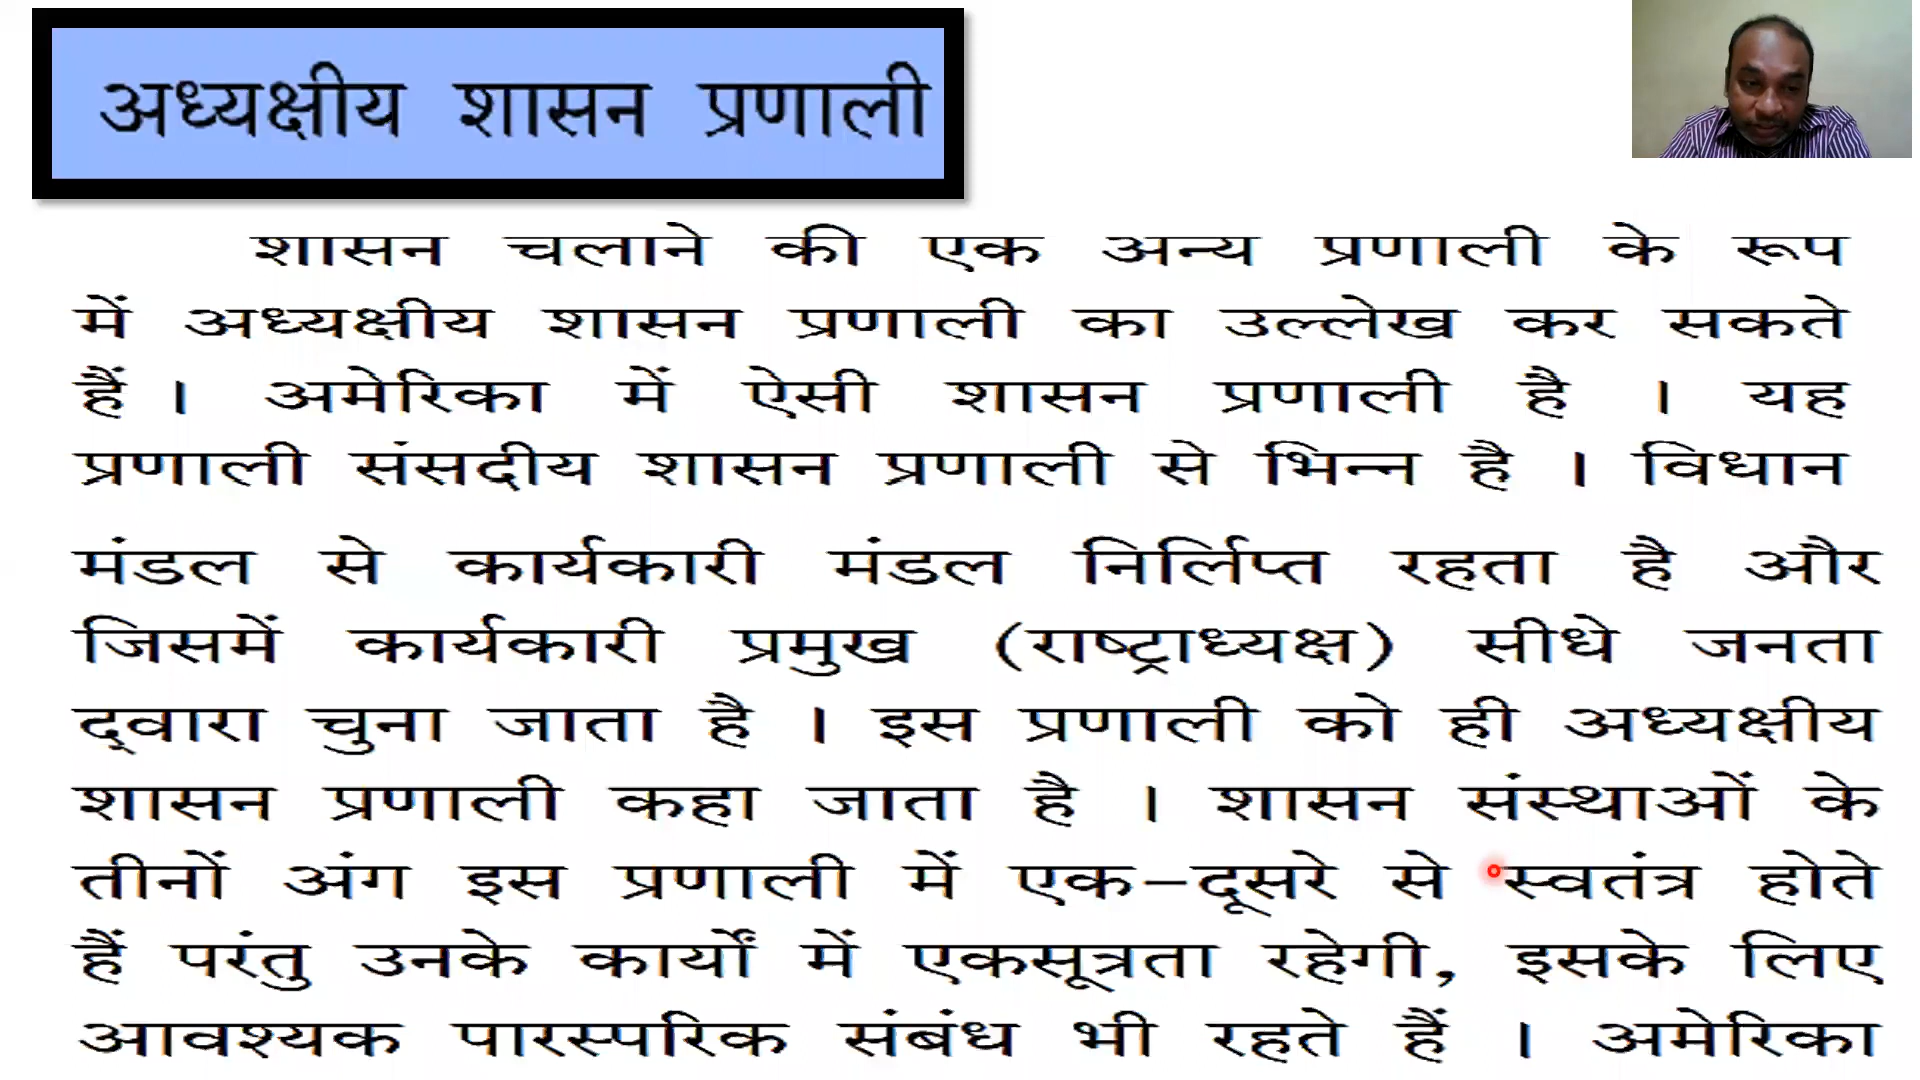 अध्यक्षीय शासन प्रणाली
शासन चलाने की एक अन्य प्रणाली के रूप
में अध्यक्षीय शासन प्रणाली का उल्लेख कर सकते
हैं । अमेरिका में ऐसी शासन प्रणाली है । यह
प्रणाली संसदीय शासन प्रणाली से भिन्न है । विधान
मंडल से कार्यकारी मंडल निर्लिप्त रहता है और
जिसमें कार्यकारी प्रमुख (राष्ट्राध्यक्ष) सीधे जनता
द्‌वारा चुना जाता है । इस प्रणाली को ही अध्यक्षीय
शासन प्रणाली कहा जाता है । शासन संस्थाओं के
तीनों अंग इस प्रणाली में एक-दूसरे से स्वतंत्र होते
हैं परंतु उनके कार्यों में एकसूत्रता रहेगी, इसके लिए
आवश्यक पारस्परिक संबंध भी रहते हैं । अमेरिका